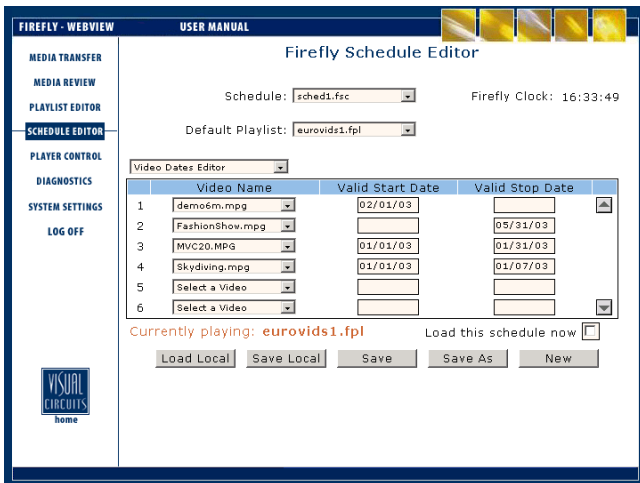 FIREFLY - WEBVIEW USER MANUAL
MEDIA TRANSFER
MEDIA REVIEW
PLAYLIST EDITOR
SCHEDULE EDITOR
PLAYER CONTROL
DIAGNOSTICS
SYSTEM SETTINGS
LOG OFF
VISUAL
CIRCUITS
home
Firefly Schedule Editor
Schedule: sched1.fsc Firefly Clock: 16:33:49
Default Playlist: eurovids1.fpl
Video Dates Editor
Video Name Valid Start Date Valid Stop Date
1 demo6m.mpg 02/01/03
2 FashionShow.mpg 05/31/03
3 MVC20.MPG 01/01/03 01/31/03
4 Skydiving.mpg 01/01/03 01/07/03
5 Select a Video
6 Select a Video
Currently playing: eurovids1.fpl Load this schedule now
Load Local Save Local Save Save As New